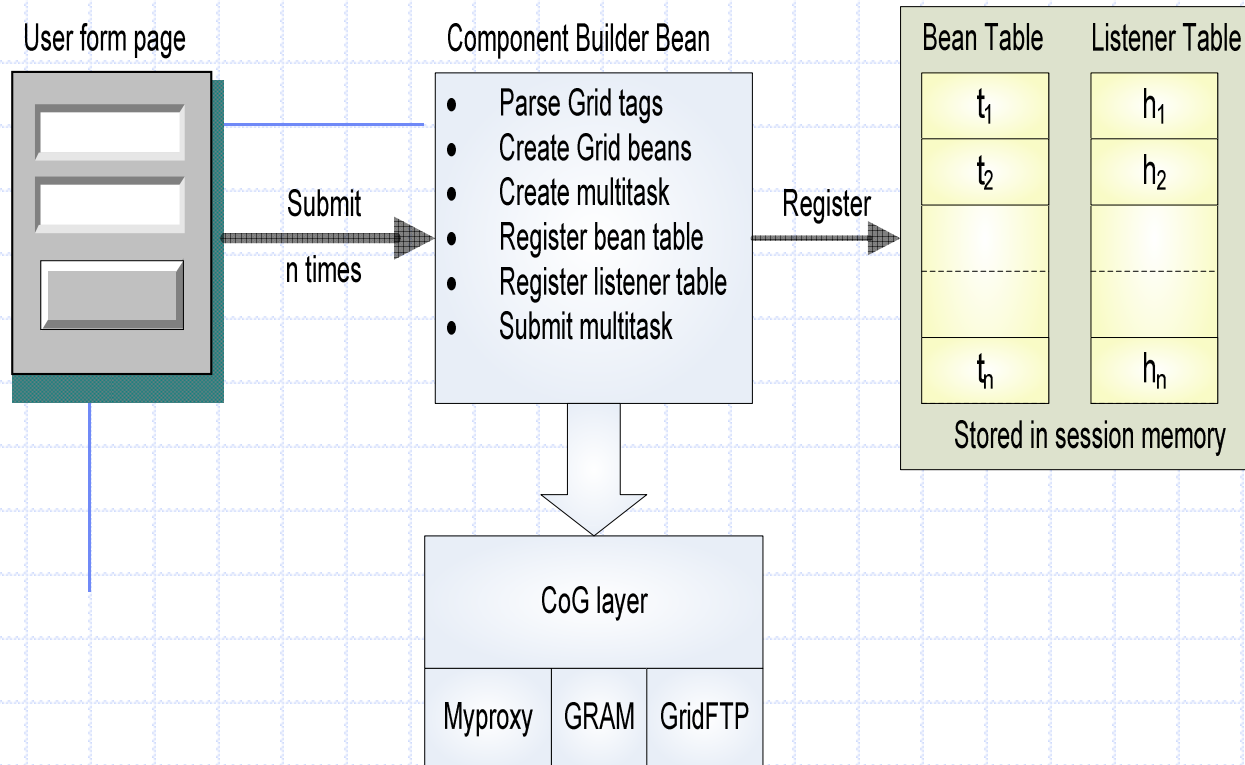 User form page
Submit
n times
Component Builder Bean
• Parse Grid tags
• Create Grid beans
• Create multitask
• Register bean table
• Register listener table
• Submit multitask
Register
Bean Table Listener Table
t1 h1
t2 h2
tn hn
Stored in session memory
CoG layer
Myproxy GRAM GridFTP